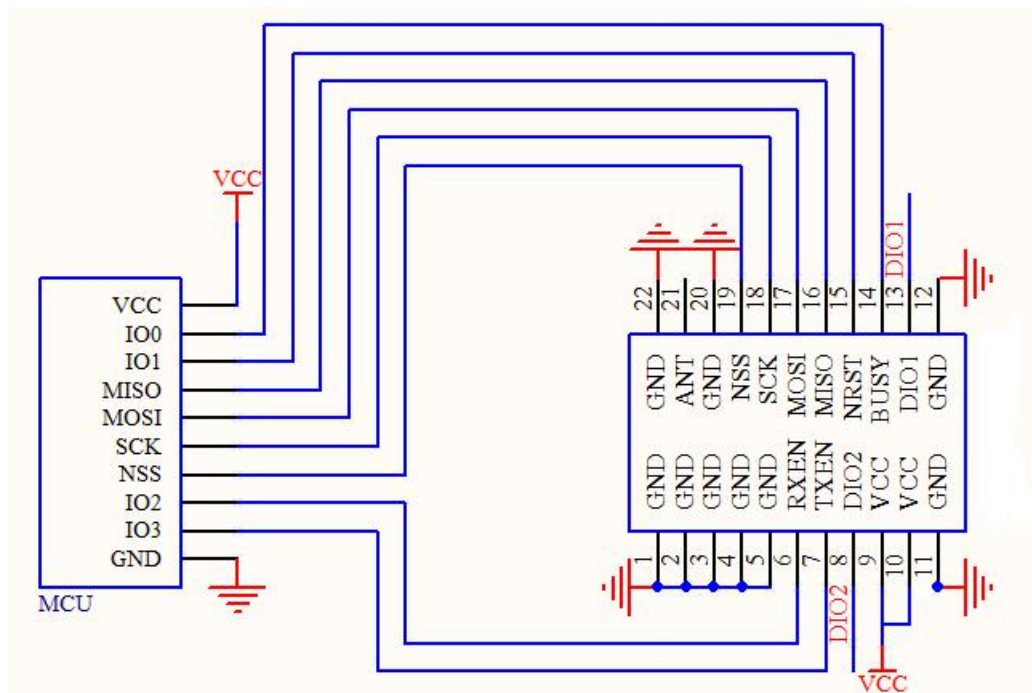 VCC
VCC
IO0
IO1
MISO
MOSI
SCK
NSS
IO2
IO3
GND
MCU
DIO1
22 21 20 19 18 17 16 15 14 13 12
GND ANT GND NSS SCK MOSI MISO NRST BUSY DIO1 GND
GND GND GND GND GND RXEN TXEN DIO2 VCC VCC GND
1 2 3 4 5 6 7 8 9 10 11
DIO2
VCC